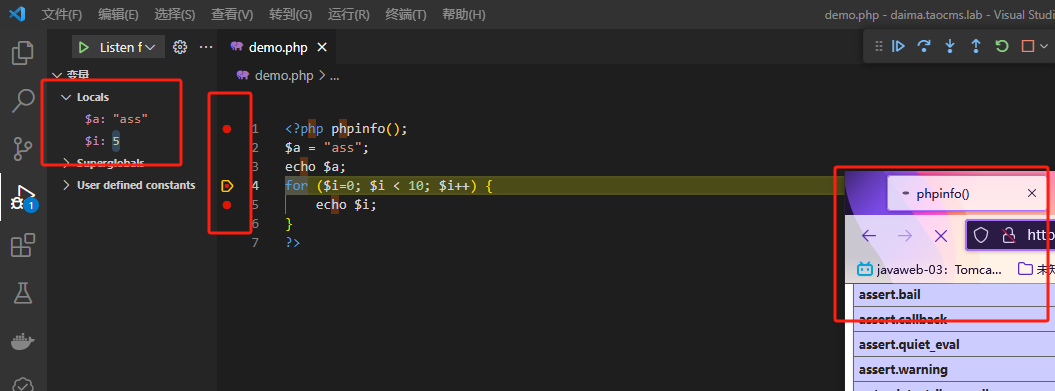 文件(F) 编辑(E) 选择(S) 查看(V) 转到(G) 运行(R) 终端(T) 帮助(H) demo.php - daima.taocms.lab - Visual Studio
Listen f
demo.php
变量
demo.php > ...
Locals
$a: "ass"
$i: 5
Superglobals
User defined constants
1 <?php phpinfo();
2 $a = "ass";
3 echo $a;
4 for ($i=0; $i < 10; $i++) {
5 echo $i;
6 }
7 ?>
1
phpinfo()
http
javaweb-03：Tomca...
assert.bail
assert.callback
assert.quiet_eval
assert.warning